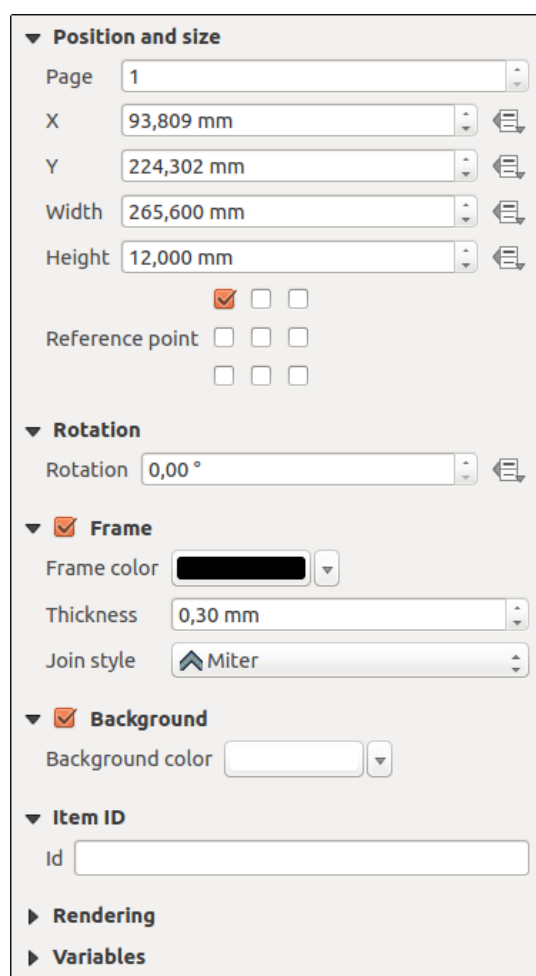 Position and size
Page 1
X 93,809 mm
Y 224,302 mm
Width 265,600 mm
Height 12,000 mm
Reference point
Rotation
Rotation 0,00 °
Frame
Frame color
Thickness 0,30 mm
Join style Miter
Background
Background color
Item ID
Id
Rendering
Variables